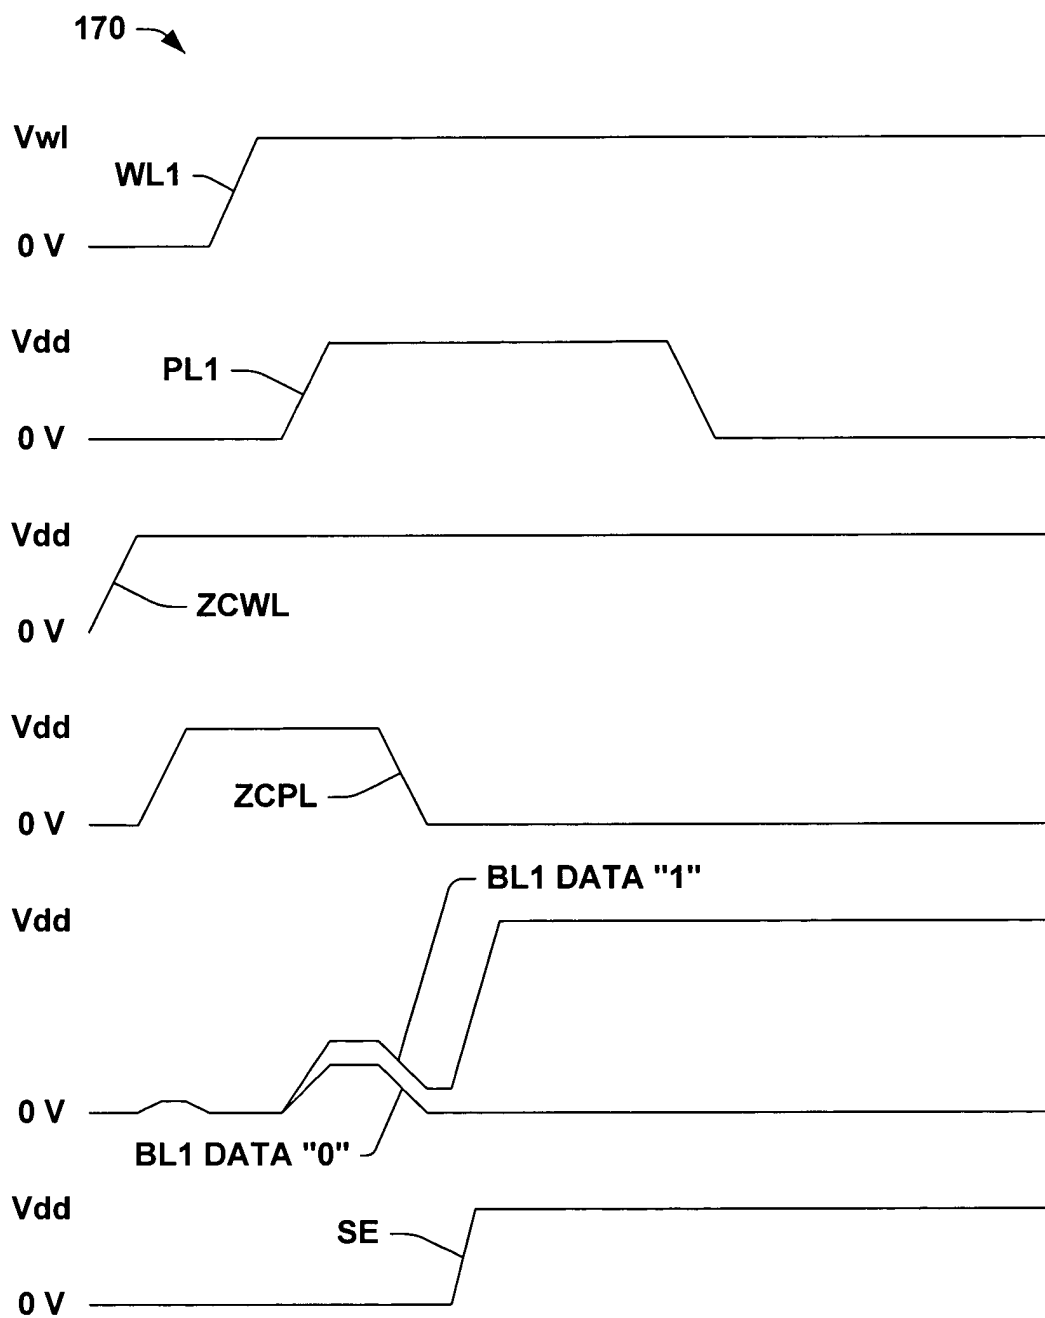 170
Vwl
WL1
0 V
Vdd
PL1
0 V
Vdd
ZCWL
0 V
Vdd
ZCPL
0 V
BL1 DATA "1"
Vdd
0 V
BL1 DATA "0"
Vdd
SE
0 V